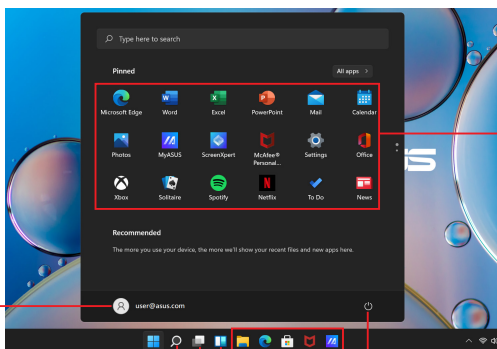 Type here to search
Pinned
All apps >
Microsoft Edge
Word
Excel
PowerPoint
Mail
Calendar
Photos
MyASUS
ScreenXpert
McAfee®
Personal...
Settings
Office
Xbox
Solitaire
Spotify
Netflix
To Do
News
Recommended
The more you use your device, the more we'll show your recent files and new apps here.
user@asus.com